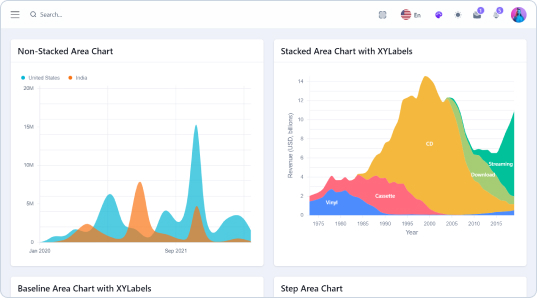 Search...
En
5
5
Non-Stacked Area Chart
United States
India
20M
15M
10M
5M
0
Jan 2020
Sep 2021
Stacked Area Chart with XYLabels
Revenue (USD, billions)
14
12
10
8
6
4
2
0
CD
Streaming
Download
Cassette
Vinyl
1975
1980
1985
1990
1995
2000
2005
2010
2015
Year
Baseline Area Chart with XYLabels
Step Area Chart